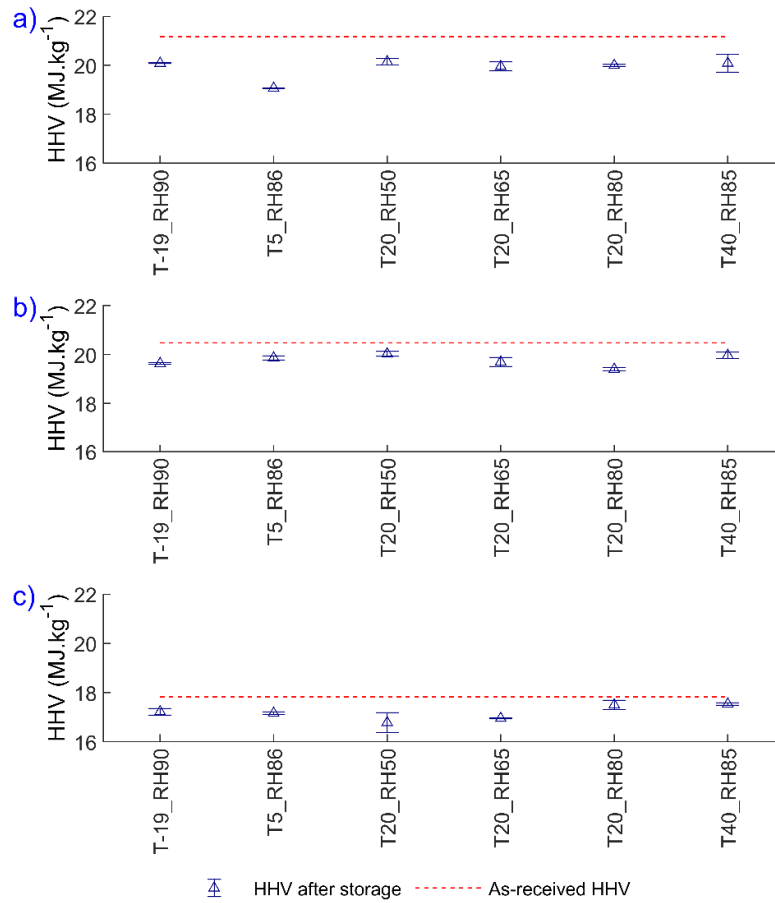 a)
HHV (MJ.kg⁻¹)
22
20
18
16
T-19_RH90
T5_RH86
T20_RH50
T20_RH65
T20_RH80
T40_RH85
b)
HHV (MJ.kg⁻¹)
22
20
18
16
T-19_RH90
T5_RH86
T20_RH50
T20_RH65
T20_RH80
T40_RH85
c)
HHV (MJ.kg⁻¹)
22
20
18
16
T-19_RH90
T5_RH86
T20_RH50
T20_RH65
T20_RH80
T40_RH85
HHV after storage
As-received HHV